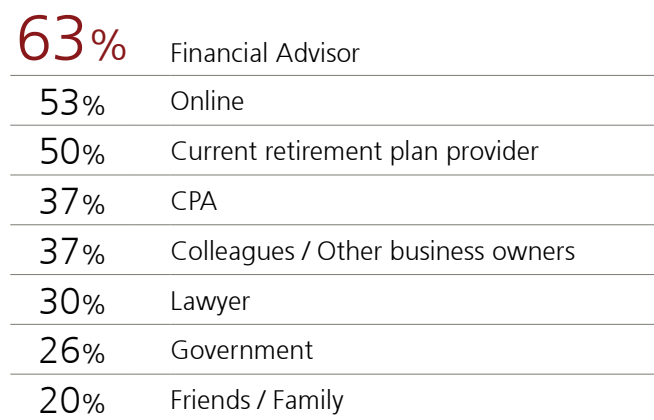 63% Financial Advisor
53% Online
50% Current retirement plan provider
37% CPA
37% Colleagues / Other business owners
30% Lawyer
26% Government
20% Friends / Family